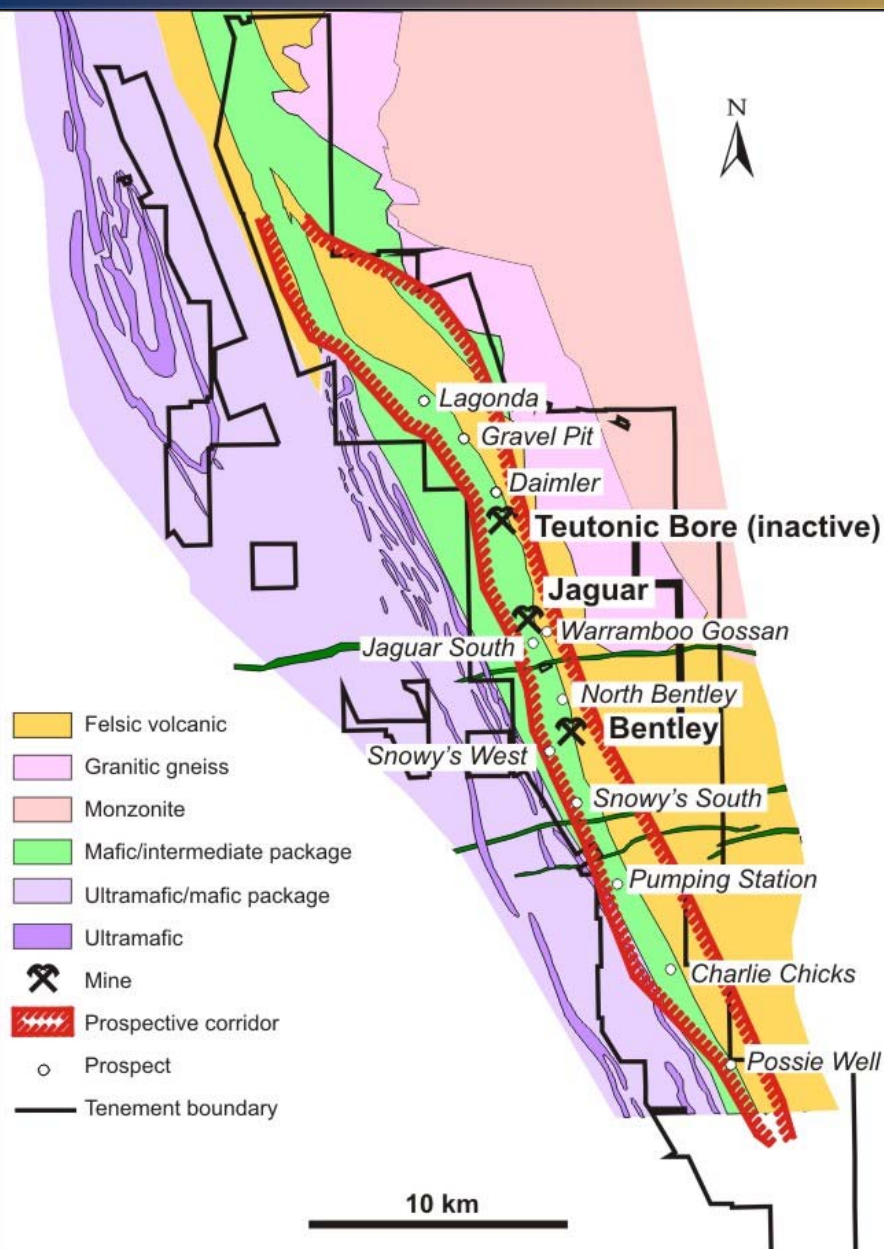 N
Lagonda
Gravel Pit
Daimler
Teutonic Bore (inactive)
Jaguar
Warramboo Gossan
Jaguar South
North Bentley
Bentley
Snowy's West
Snowy's South
Pumping Station
Charlie Chicks
Possie Well
Felsic volcanic
Granitic gneiss
Monzonite
Mafic/intermediate package
Ultramafic/mafic package
Ultramafic
Mine
Prospective corridor
Prospect
Tenement boundary
10 km